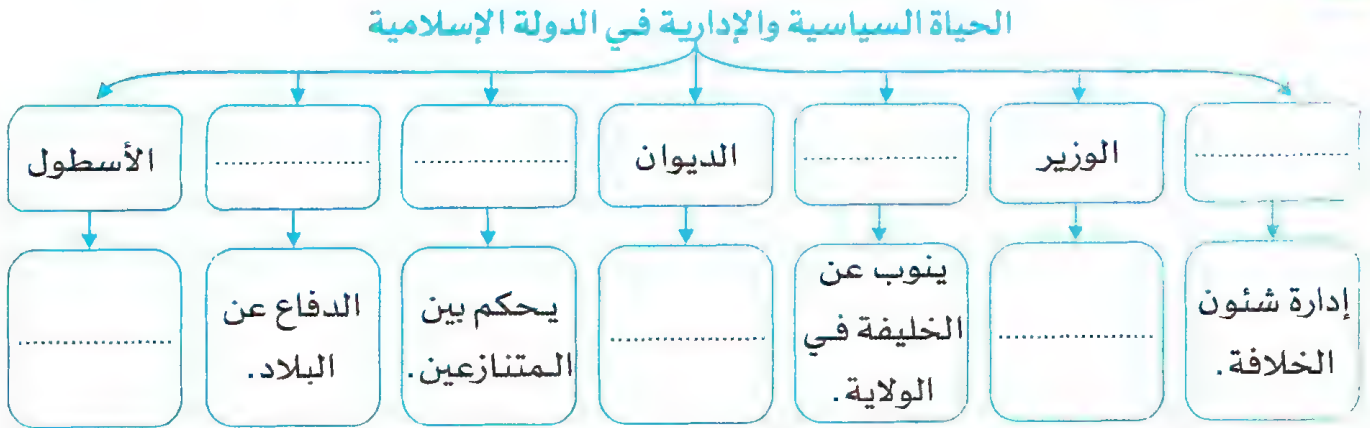 الحياة السياسية والإدارية في الدولة الإسلامية
....................
الوزير
....................
الديوان
....................
....................
الأسطول
إدارة شئون
الخلافة.
....................
ينوب عن
الخليفة في
الولاية.
....................
يحكم بين
المتنازعين.
الدفاع عن
البلاد.
....................